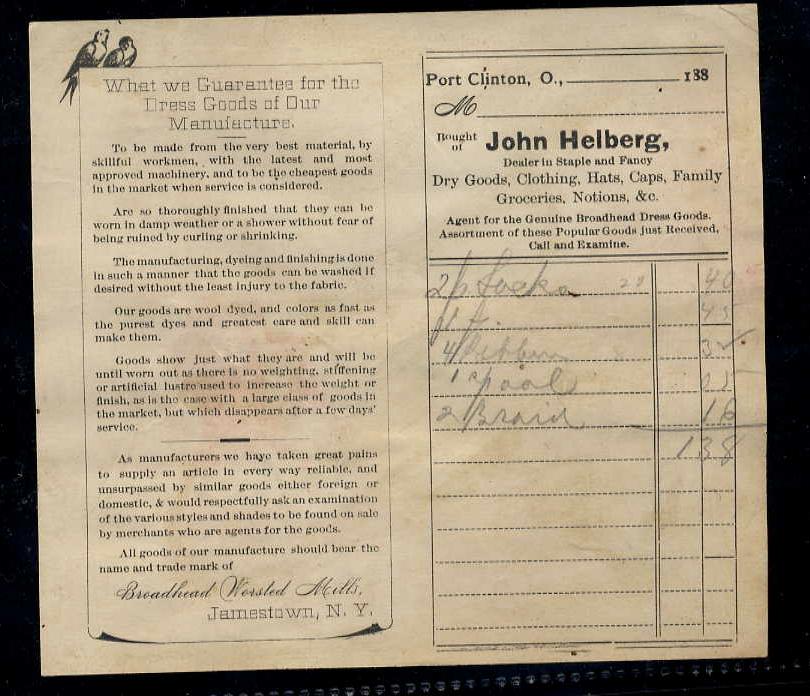 What we Guarantee for the
Dress Goods of Our
Manufacture.
To be made from the very best material, by
skillful workmen, with the latest and most
approved machinery, and to be the cheapest goods
in the market when service is considered.
Are so thoroughly finished that they can be
worn in damp weather or a shower without fear of
being ruined by curling or shrinking.
The manufacturing, dyeing and finishing is done
in such a manner that the goods can be washed if
desired without the least injury to the fabric.
Our goods are wool dyed, and colors as fast as
the purest dyes and greatest care and skill can
make them.
Goods show just what they are and will be
until worn out as there is no weighting, stiffening
or artificial lustre used to increase the weight or
finish, as is the case with a large class of goods in
the market, but which disappears after a few days'
service.
As manufacturers we have taken great pains
to supply an article in every way reliable, and
unsurpassed by similar goods either foreign or
domestic, & would respectfully ask an examination
of the various styles and shades to be found on sale
by merchants who are agents for the goods.
All goods of our manufacture should bear the
name and trade mark of
Broadhead Worsted Mills,
Jamestown, N. Y.
Port Clinton, O., 188
M
Bought of John Helberg,
Dealer in Staple and Fancy
Dry Goods, Clothing, Hats, Caps, Family
Groceries, Notions, &c.
Agent for the Genuine Broadhead Dress Goods.
Assortment of these Popular Goods just Received,
Call and Examine.
2 p Socks 20 40
45
4 Ribbon
1 Spool
2 Braid 16
138